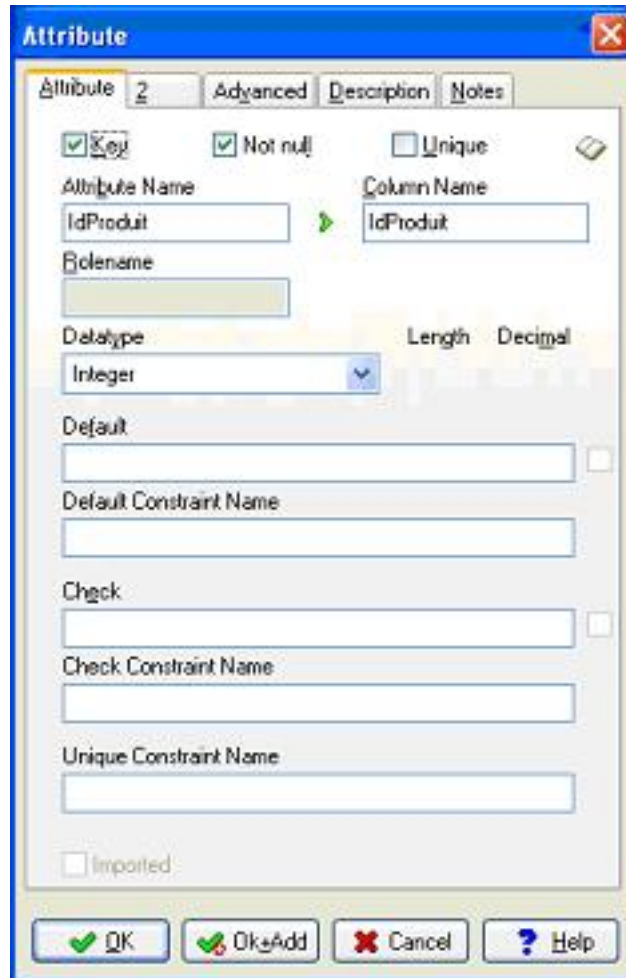 Attribute
Attribute 2 Advanced Description Notes
Key Not null Unique
Attribute Name Column Name
IdProduit IdProduit
Rolename
Datatype Length Decimal
Integer
Default
Default Constraint Name
Check
Check Constraint Name
Unique Constraint Name
Imported
OK Ok+Add Cancel Help